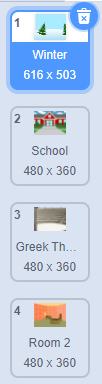 1
Winter
616 x 503
2
School
480 x 360
3
Greek Th...
480 x 360
4
Room 2
480 x 360